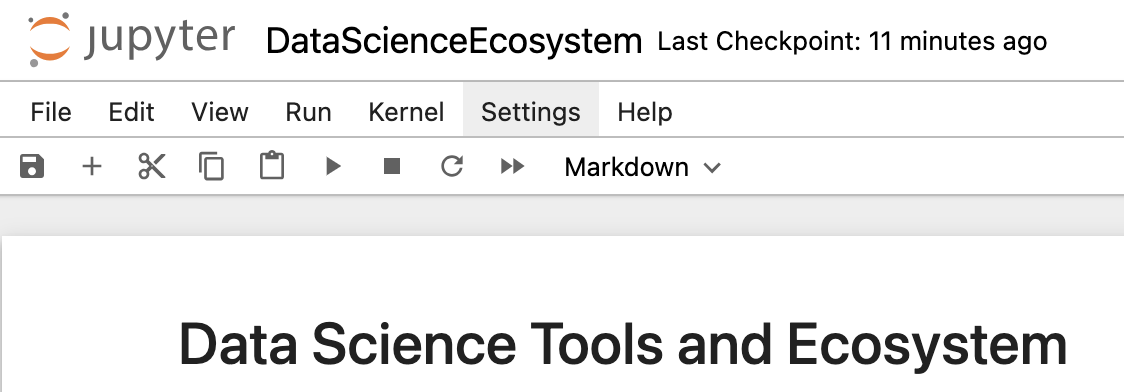 jupyter DataScienceEcosystem Last Checkpoint: 11 minutes ago
File Edit View Run Kernel Settings Help
Markdown
Data Science Tools and Ecosystem